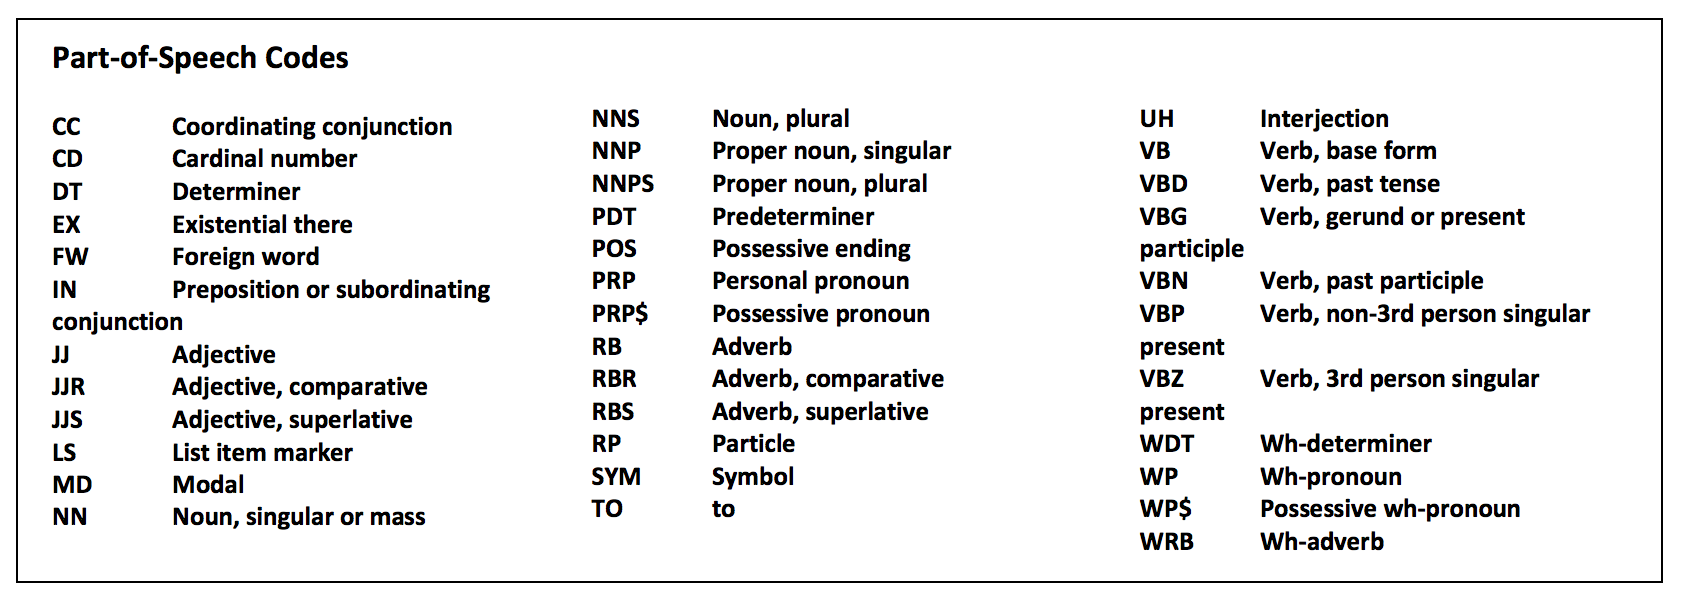 Part-of-Speech Codes
CC Coordinating conjunction
CD Cardinal number
DT Determiner
EX Existential there
FW Foreign word
IN Preposition or subordinating
conjunction
JJ Adjective
JJR Adjective, comparative
JJS Adjective, superlative
LS List item marker
MD Modal
NN Noun, singular or mass
NNS Noun, plural
NNP Proper noun, singular
NNPS Proper noun, plural
PDT Predeterminer
POS Possessive ending
PRP Personal pronoun
PRP$ Possessive pronoun
RB Adverb
RBR Adverb, comparative
RBS Adverb, superlative
RP Particle
SYM Symbol
TO to
UH Interjection
VB Verb, base form
VBD Verb, past tense
VBG Verb, gerund or present
participle
VBN Verb, past participle
VBP Verb, non-3rd person singular
present
VBZ Verb, 3rd person singular
present
WDT Wh-determiner
WP Wh-pronoun
WP$ Possessive wh-pronoun
WRB Wh-adverb